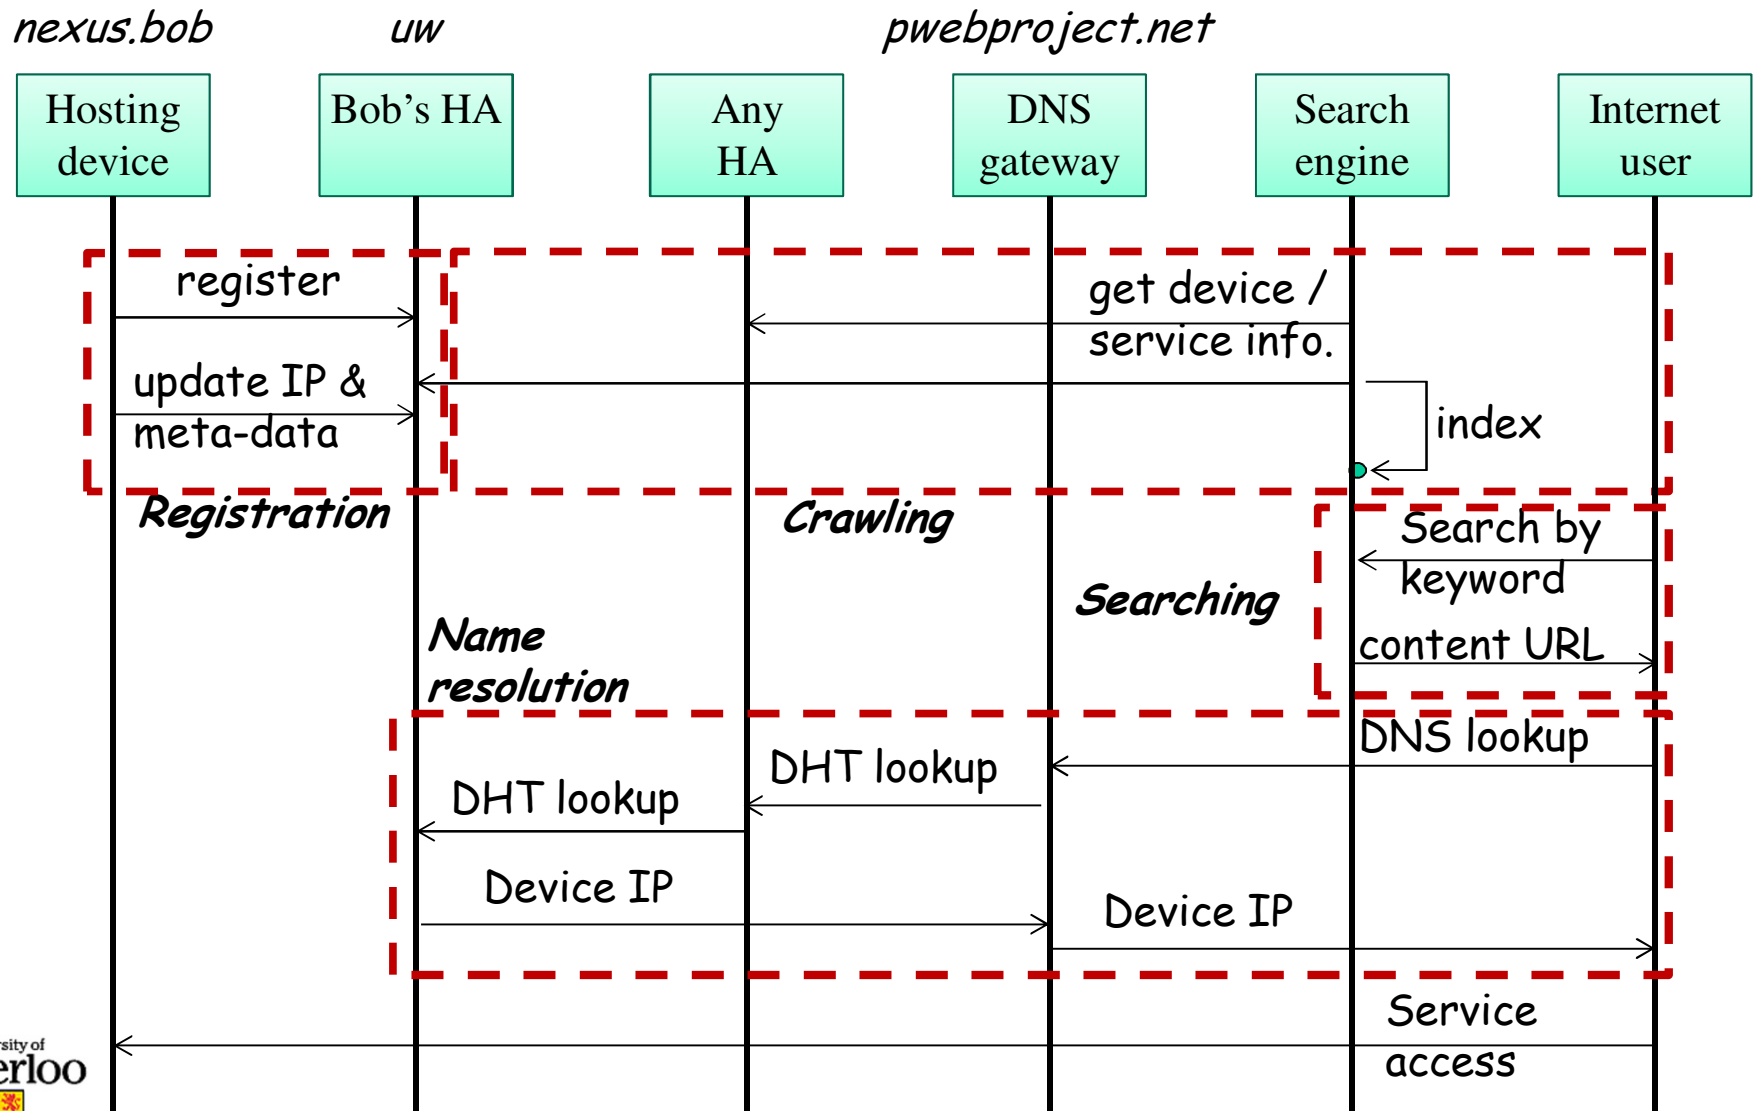 nexus.bob
uw
pwebproject.net
Hosting
device
Bob's HA
Any
HA
DNS
gateway
Search
engine
Internet
user
register
get device /
service info.
update IP &
meta-data
index
Registration
Crawling
Search by
keyword
Searching
Name
resolution
content URL
DNS lookup
DHT lookup
DHT lookup
Device IP
Device IP
Service
access